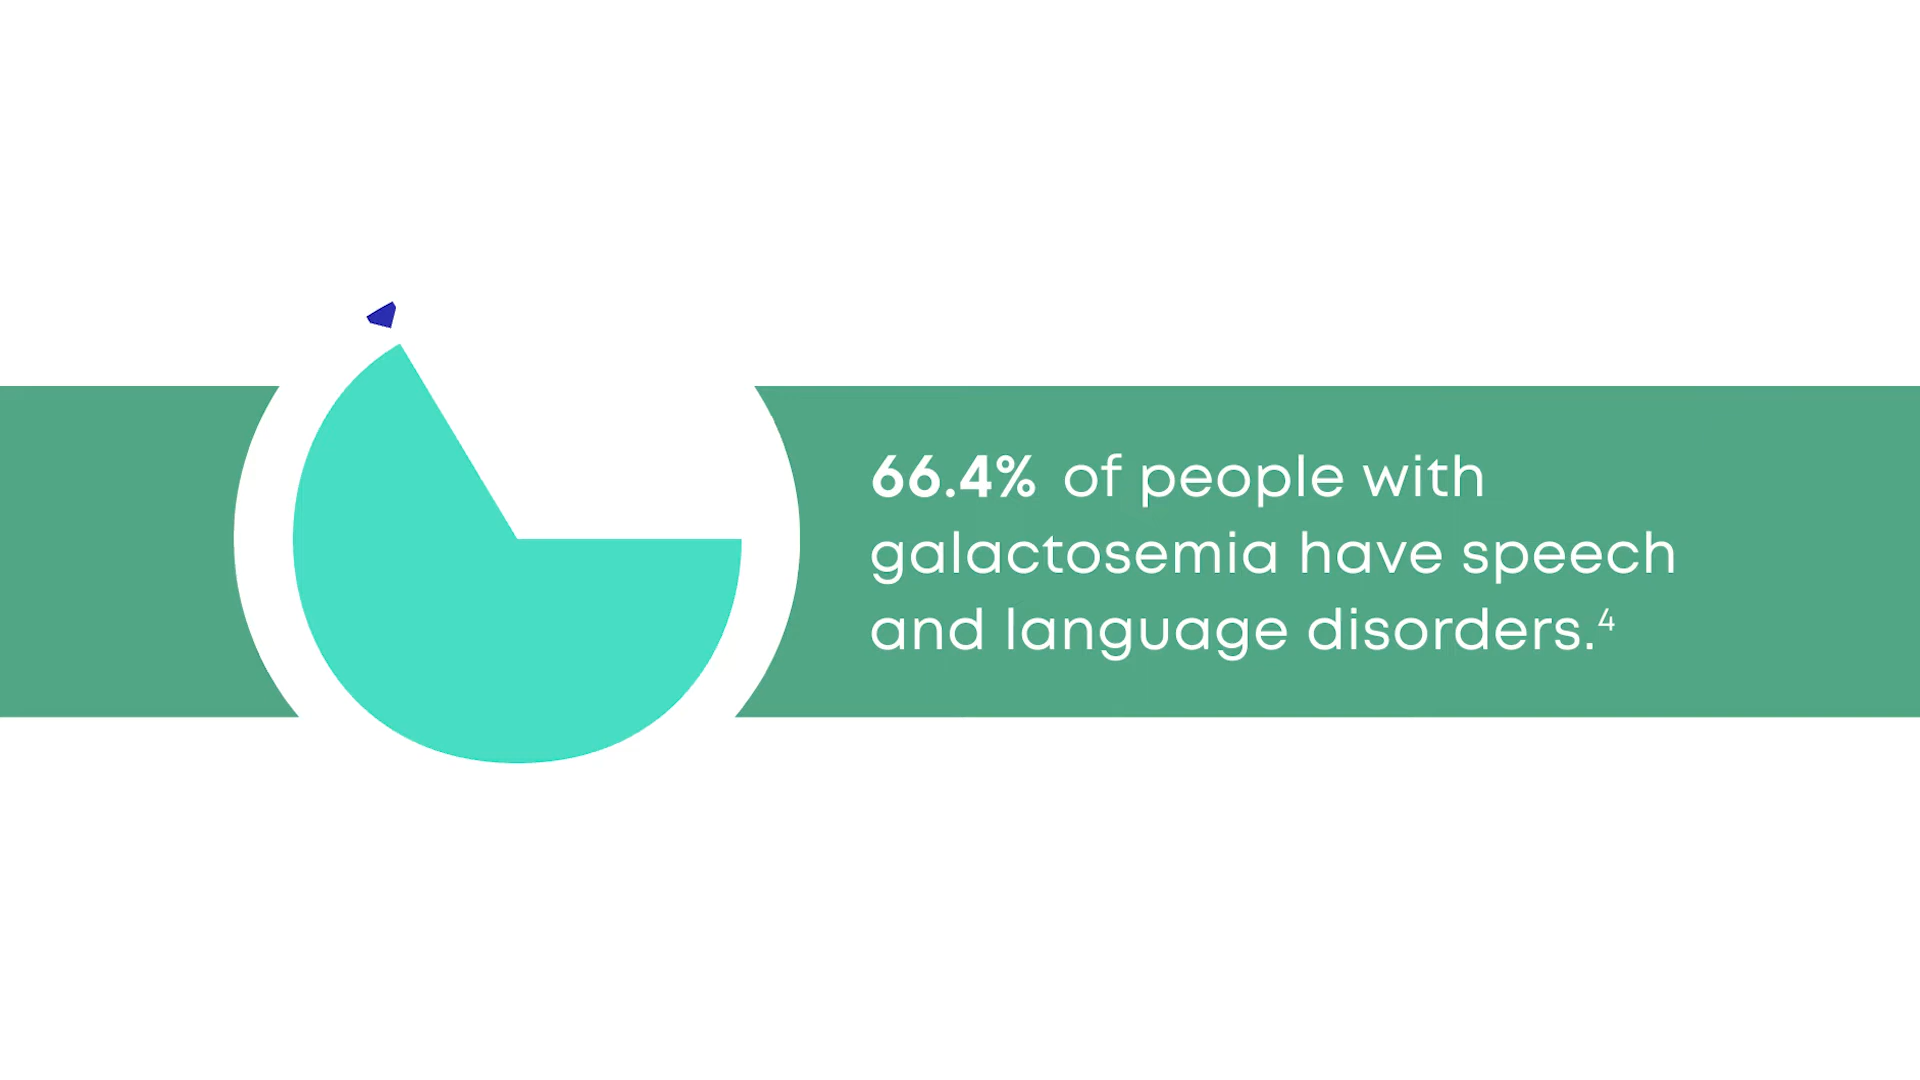 66.4% of people with
galactosemia have speech
and language disorders.⁴